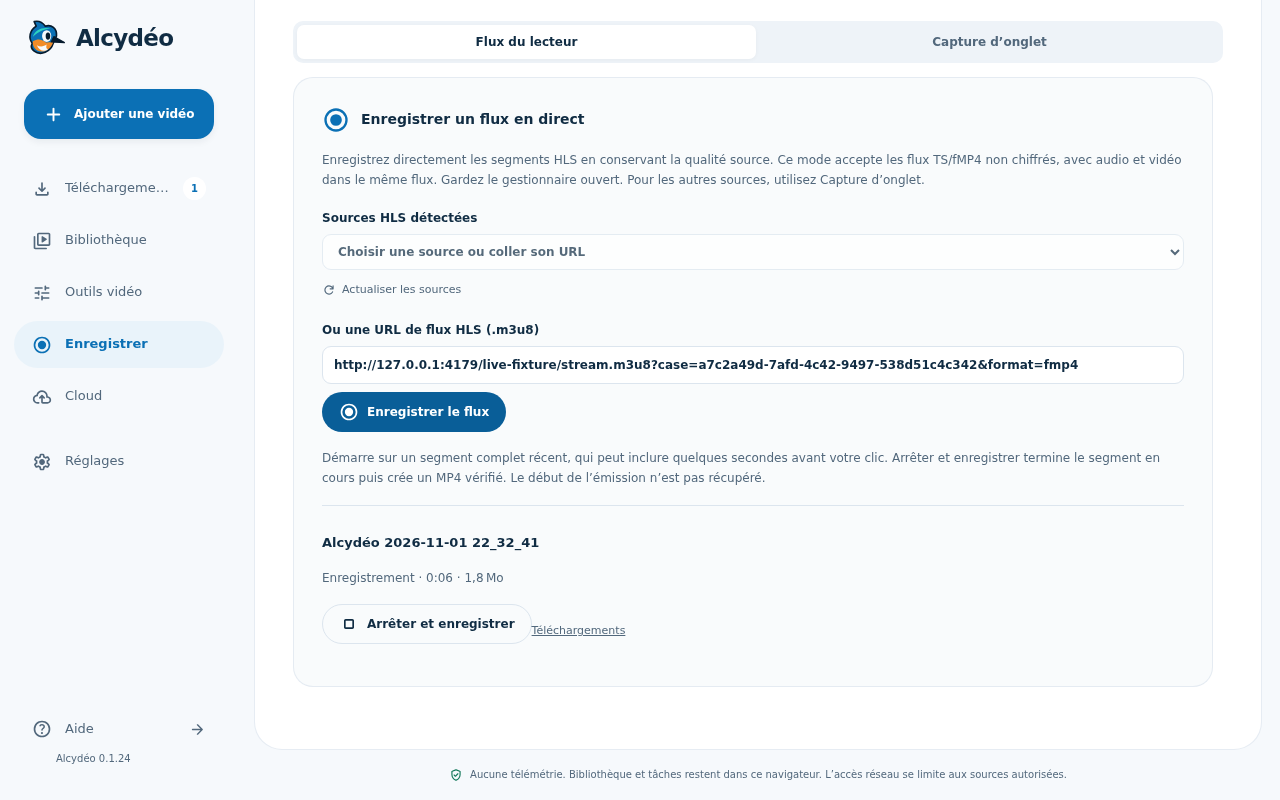 Alcydéo
Ajouter une vidéo
Téléchargeme… 1
Bibliothèque
Outils vidéo
Enregistrer
Cloud
Réglages
Aide
Alcydéo 0.1.24
Flux du lecteur
Capture d’onglet
Enregistrer un flux en direct
Enregistrez directement les segments HLS en conservant la qualité source. Ce mode accepte les flux TS/fMP4 non chiffrés, avec audio et vidéo
dans le même flux. Gardez le gestionnaire ouvert. Pour les autres sources, utilisez Capture d’onglet.
Sources HLS détectées
Choisir une source ou coller son URL
Actualiser les sources
Ou une URL de flux HLS (.m3u8)
http://127.0.0.1:4179/live-fixture/stream.m3u8?case=a7c2a49d-7afd-4c42-9497-538d51c4c342&format=fmp4
Enregistrer le flux
Démarre sur un segment complet récent, qui peut inclure quelques secondes avant votre clic. Arrêter et enregistrer termine le segment en
cours puis crée un MP4 vérifié. Le début de l’émission n’est pas récupéré.
Alcydéo 2026-11-01 22_32_41
Enregistrement · 0:06 · 1,8 Mo
Arrêter et enregistrer
Téléchargements
Aucune télémétrie. Bibliothèque et tâches restent dans ce navigateur. L’accès réseau se limite aux sources autorisées.